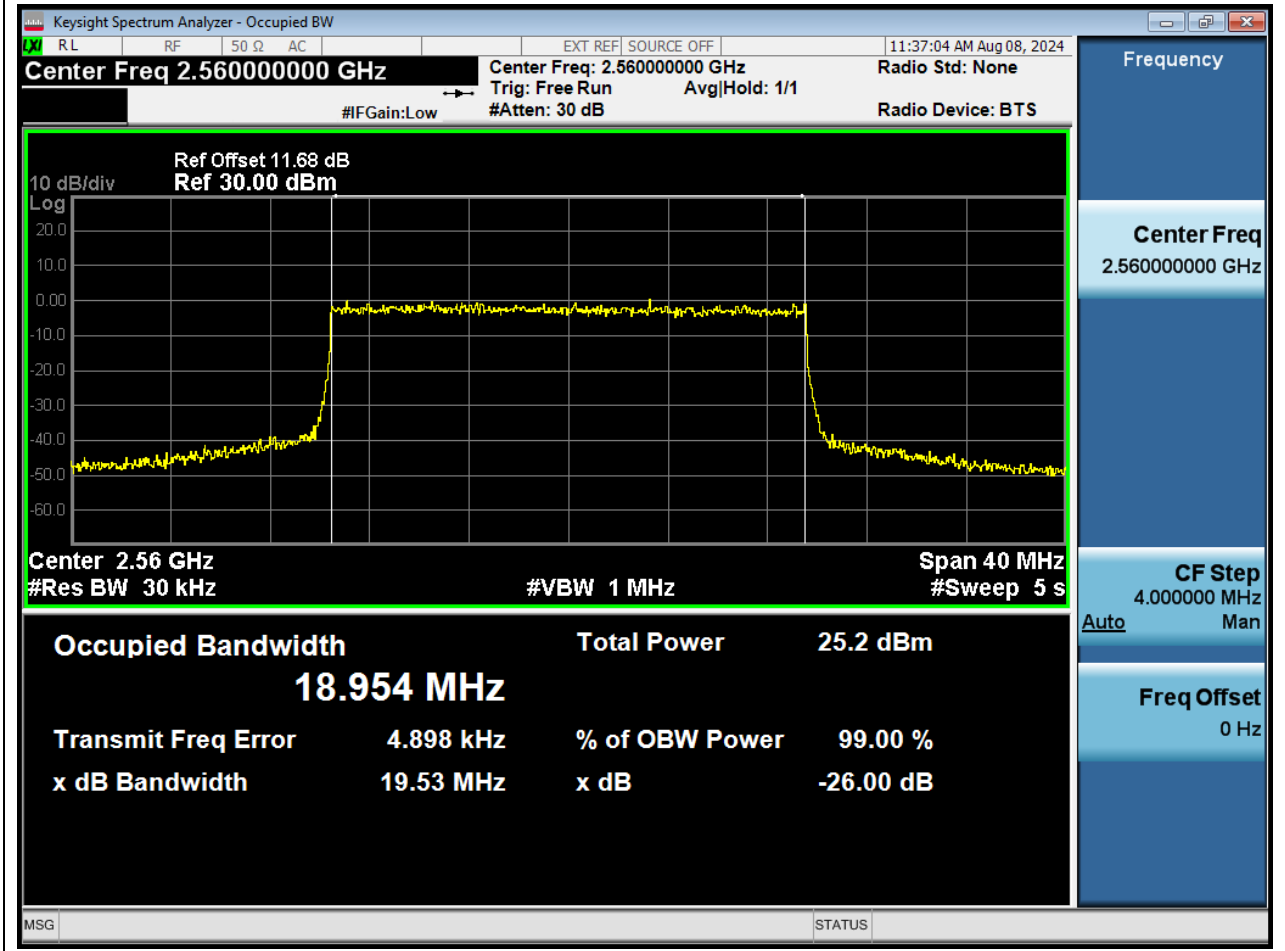 Keysight Spectrum Analyzer - Occupied BW
LXI RL RF 50 Ω AC EXT REF SOURCE OFF 11:37:04 AM Aug 08, 2024
Center Freq 2.560000000 GHz Center Freq: 2.560000000 GHz Radio Std: None
Trig: Free Run Avg|Hold: 1/1
#IFGain:Low #Atten: 30 dB Radio Device: BTS
Ref Offset 11.68 dB
10 dB/div Ref 30.00 dBm
Log
20.0
10.0
0.00
-10.0
-20.0
-30.0
-40.0
-50.0
-60.0
Center 2.56 GHz Span 40 MHz
#Res BW 30 kHz #VBW 1 MHz #Sweep 5 s
Occupied Bandwidth Total Power 25.2 dBm
18.954 MHz
Transmit Freq Error 4.898 kHz % of OBW Power 99.00 %
x dB Bandwidth 19.53 MHz x dB -26.00 dB
MSG STATUS
Frequency
Center Freq
2.560000000 GHz
CF Step
4.000000 MHz
Auto Man
Freq Offset
0 Hz